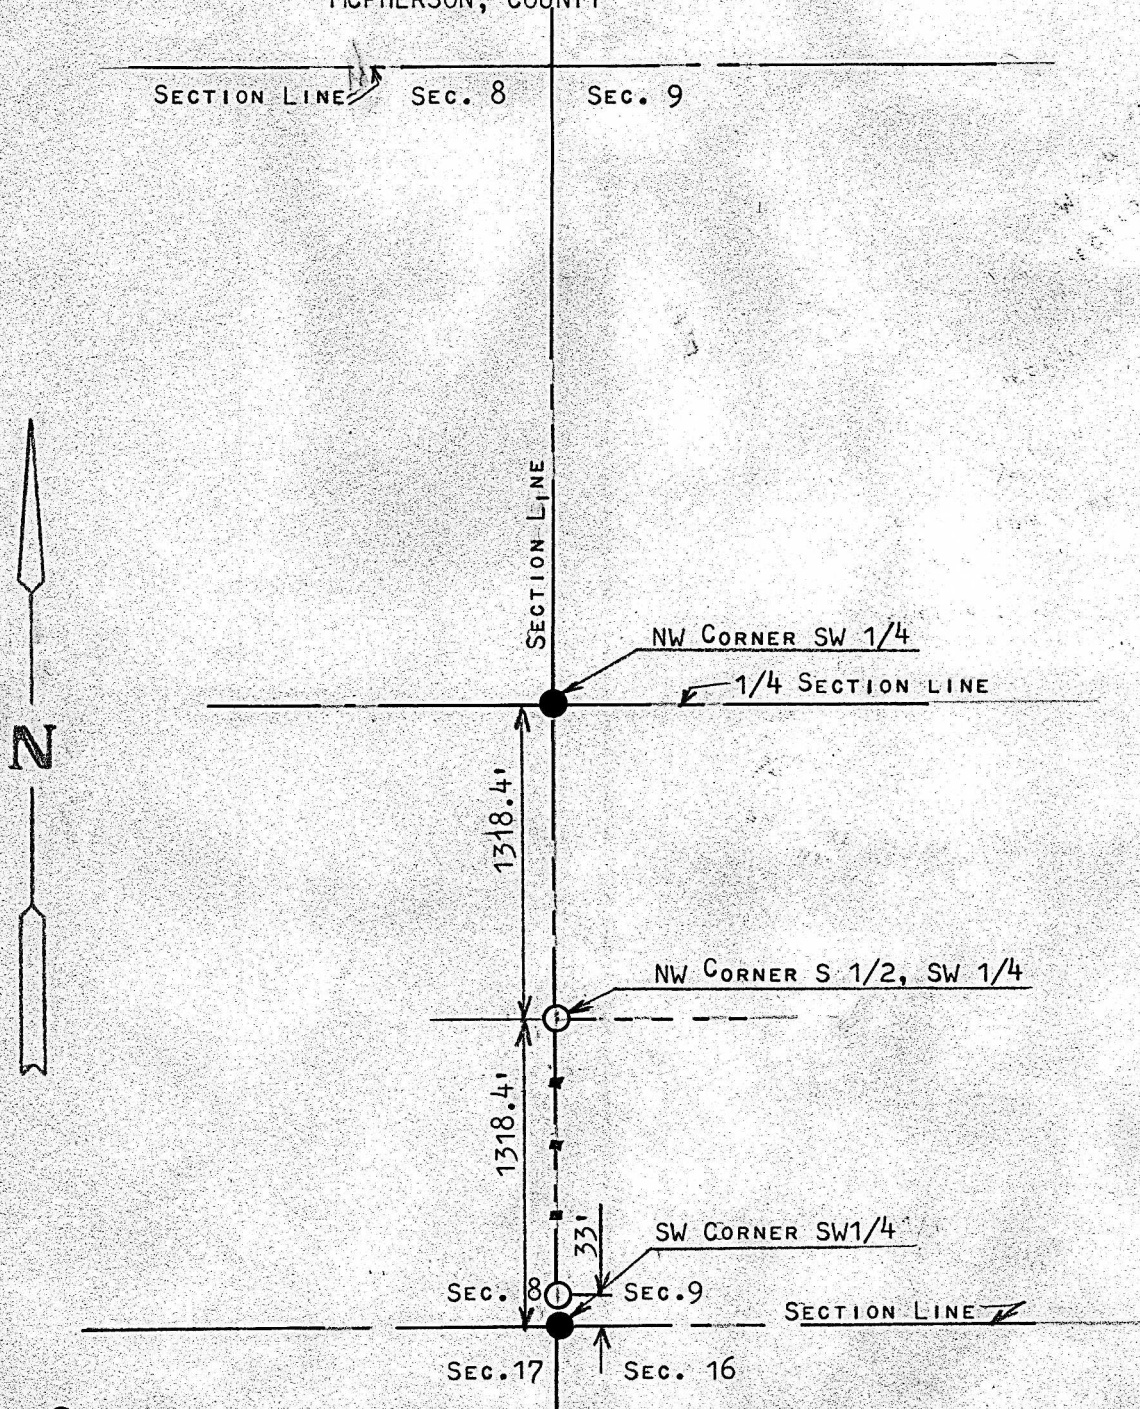 MCPHERSON, COUNTY
SECTION LINE
SEC. 8
SEC. 9
SECTION LINE
NW CORNER SW 1/4
1/4 SECTION LINE
N
1318.4'
NW CORNER S 1/2, SW 1/4
1318.4'
33'
SW CORNER SW1/4
SEC. 8
SEC.9
SECTION LINE
SEC.17
SEC. 16